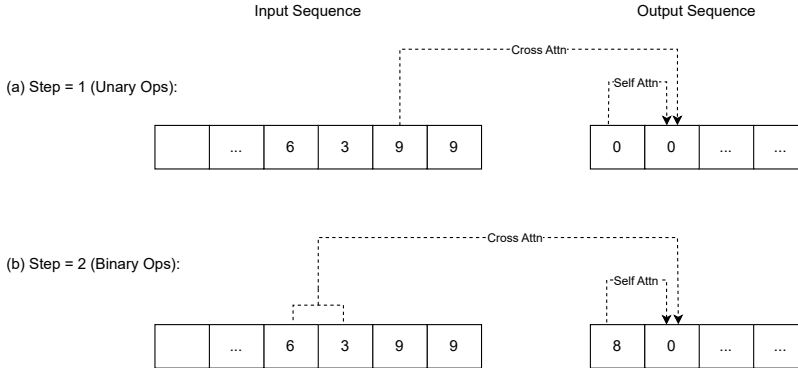 Input Sequence Output Sequence
Cross Attn
(a) Step = 1 (Unary Ops):
Self Attn
... 6 3 9 9 0 0 ... ...
Cross Attn
(b) Step = 2 (Binary Ops):
Self Attn
... 6 3 9 9 8 0 ... ...